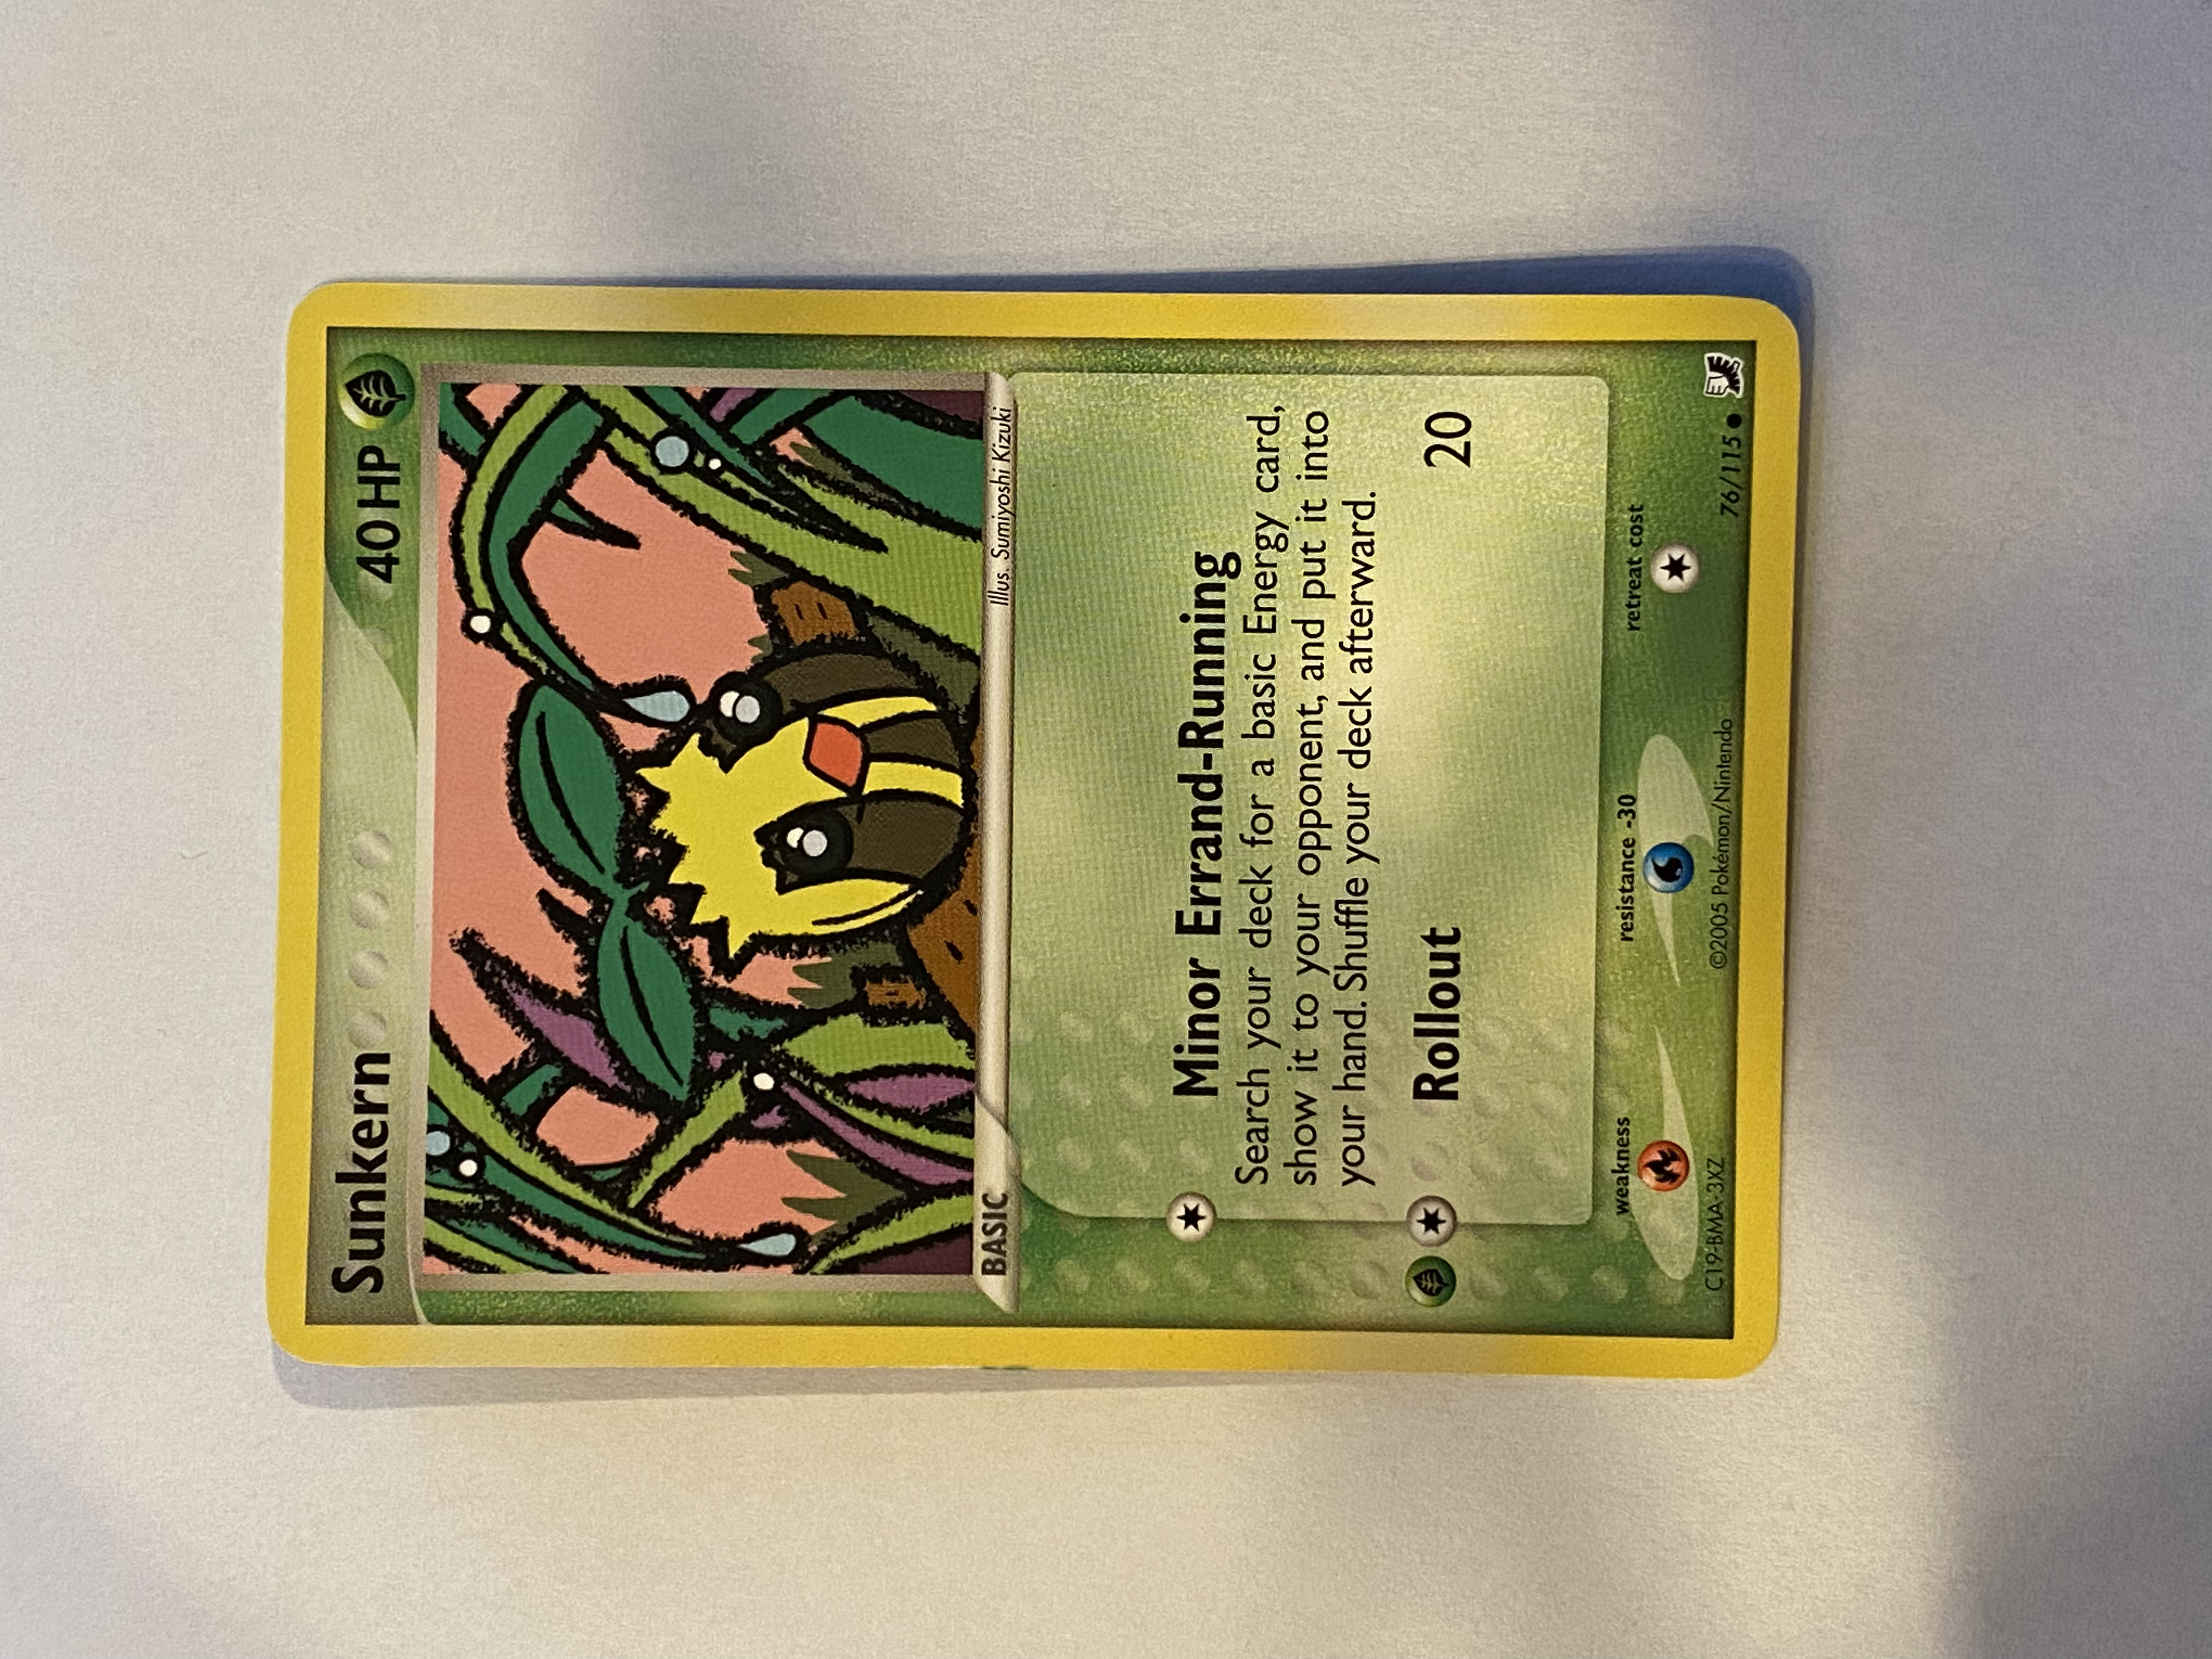 Sunkern
40 HP
BASIC
Illus. Sumiyoshi Kizuki
Minor Errand-Running
Search your deck for a basic Energy card,
show it to your opponent, and put it into
your hand. Shuffle your deck afterward.
Rollout 20
weakness
resistance -30
retreat cost
C19-BMA-3XZ
©2005 Pokémon/Nintendo
76/115